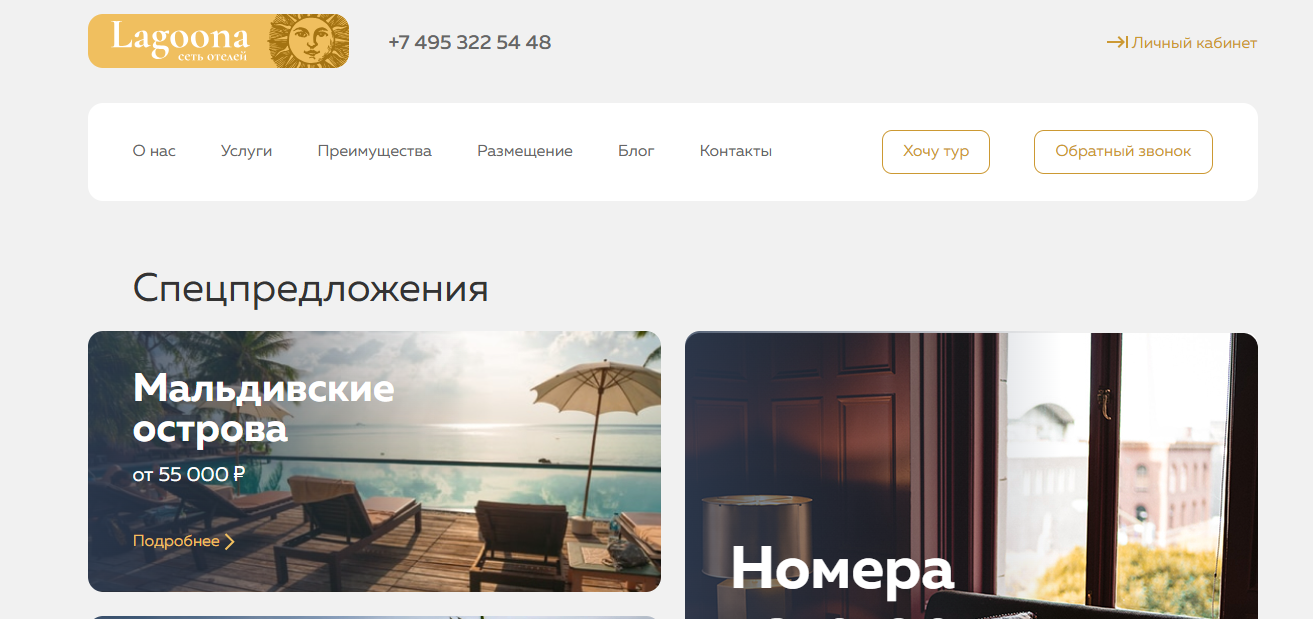 Lagoona
сеть отелей
+7 495 322 54 48
Личный кабинет
О нас
Услуги
Преимущества
Размещение
Блог
Контакты
Хочу тур
Обратный звонок
Спецпредложения
Мальдивские
острова
от 55 000 ₽
Подробнее
Номера